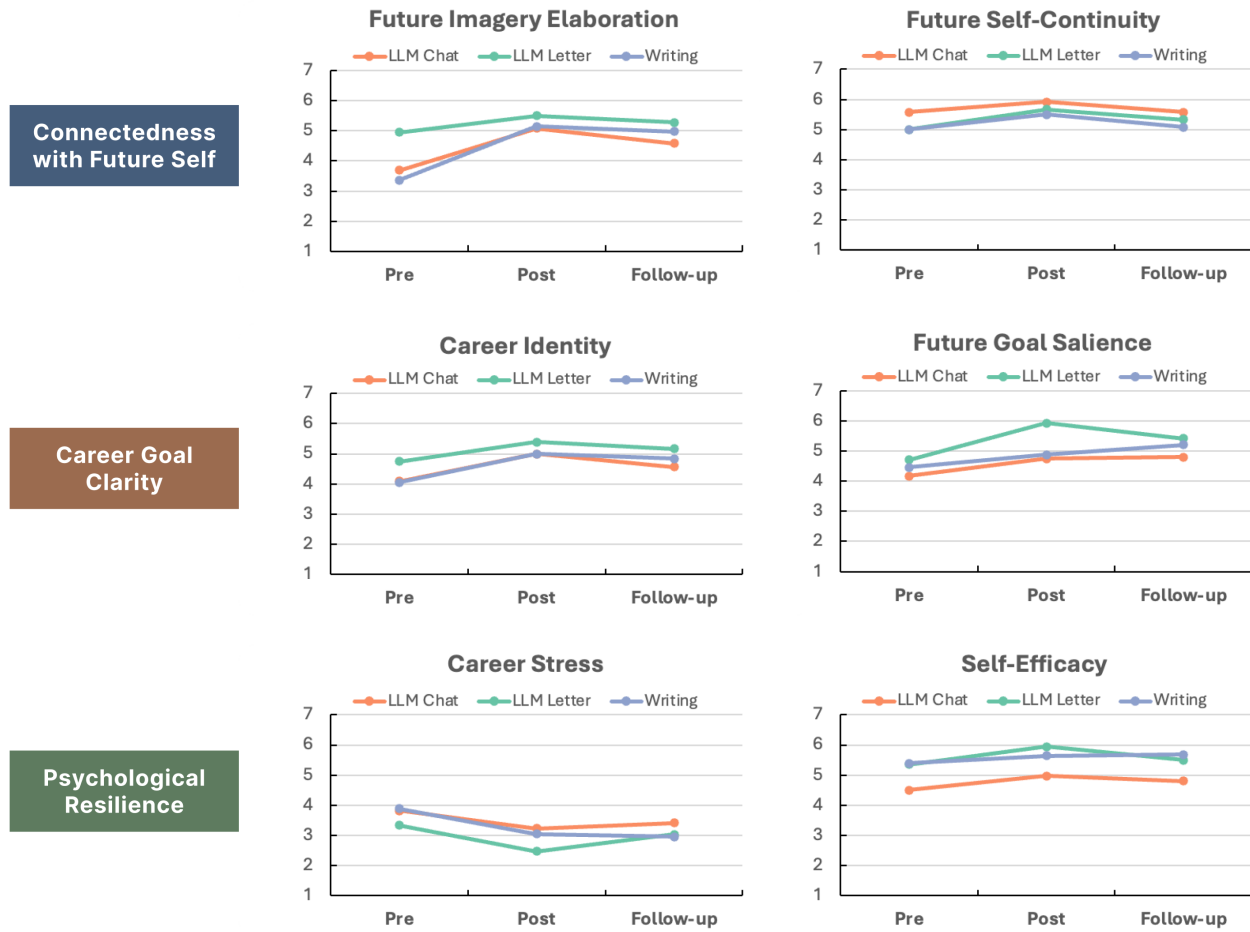 Future Imagery Elaboration
LLM Chat LLM Letter Writing
7
6
5
4
3
2
1
Pre Post Follow-up
Future Self-Continuity
LLM Chat LLM Letter Writing
7
6
5
4
3
2
1
Pre Post Follow-up
Connectedness
with Future Self
Career Identity
LLM Chat LLM Letter Writing
7
6
5
4
3
2
1
Pre Post Follow-up
Future Goal Salience
LLM Chat LLM Letter Writing
7
6
5
4
3
2
1
Pre Post Follow-up
Career Goal
Clarity
Career Stress
LLM Chat LLM Letter Writing
7
6
5
4
3
2
1
Pre Post Follow-up
Self-Efficacy
LLM Chat LLM Letter Writing
7
6
5
4
3
2
1
Pre Post Follow-up
Psychological
Resilience